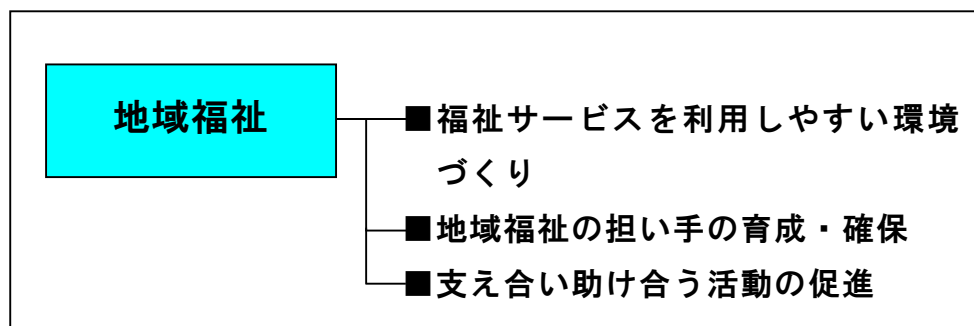 地域福祉
■福祉サービスを利用しやすい環境
づくり
■地域福祉の担い手の育成・確保
■支え合い助け合う活動の促進